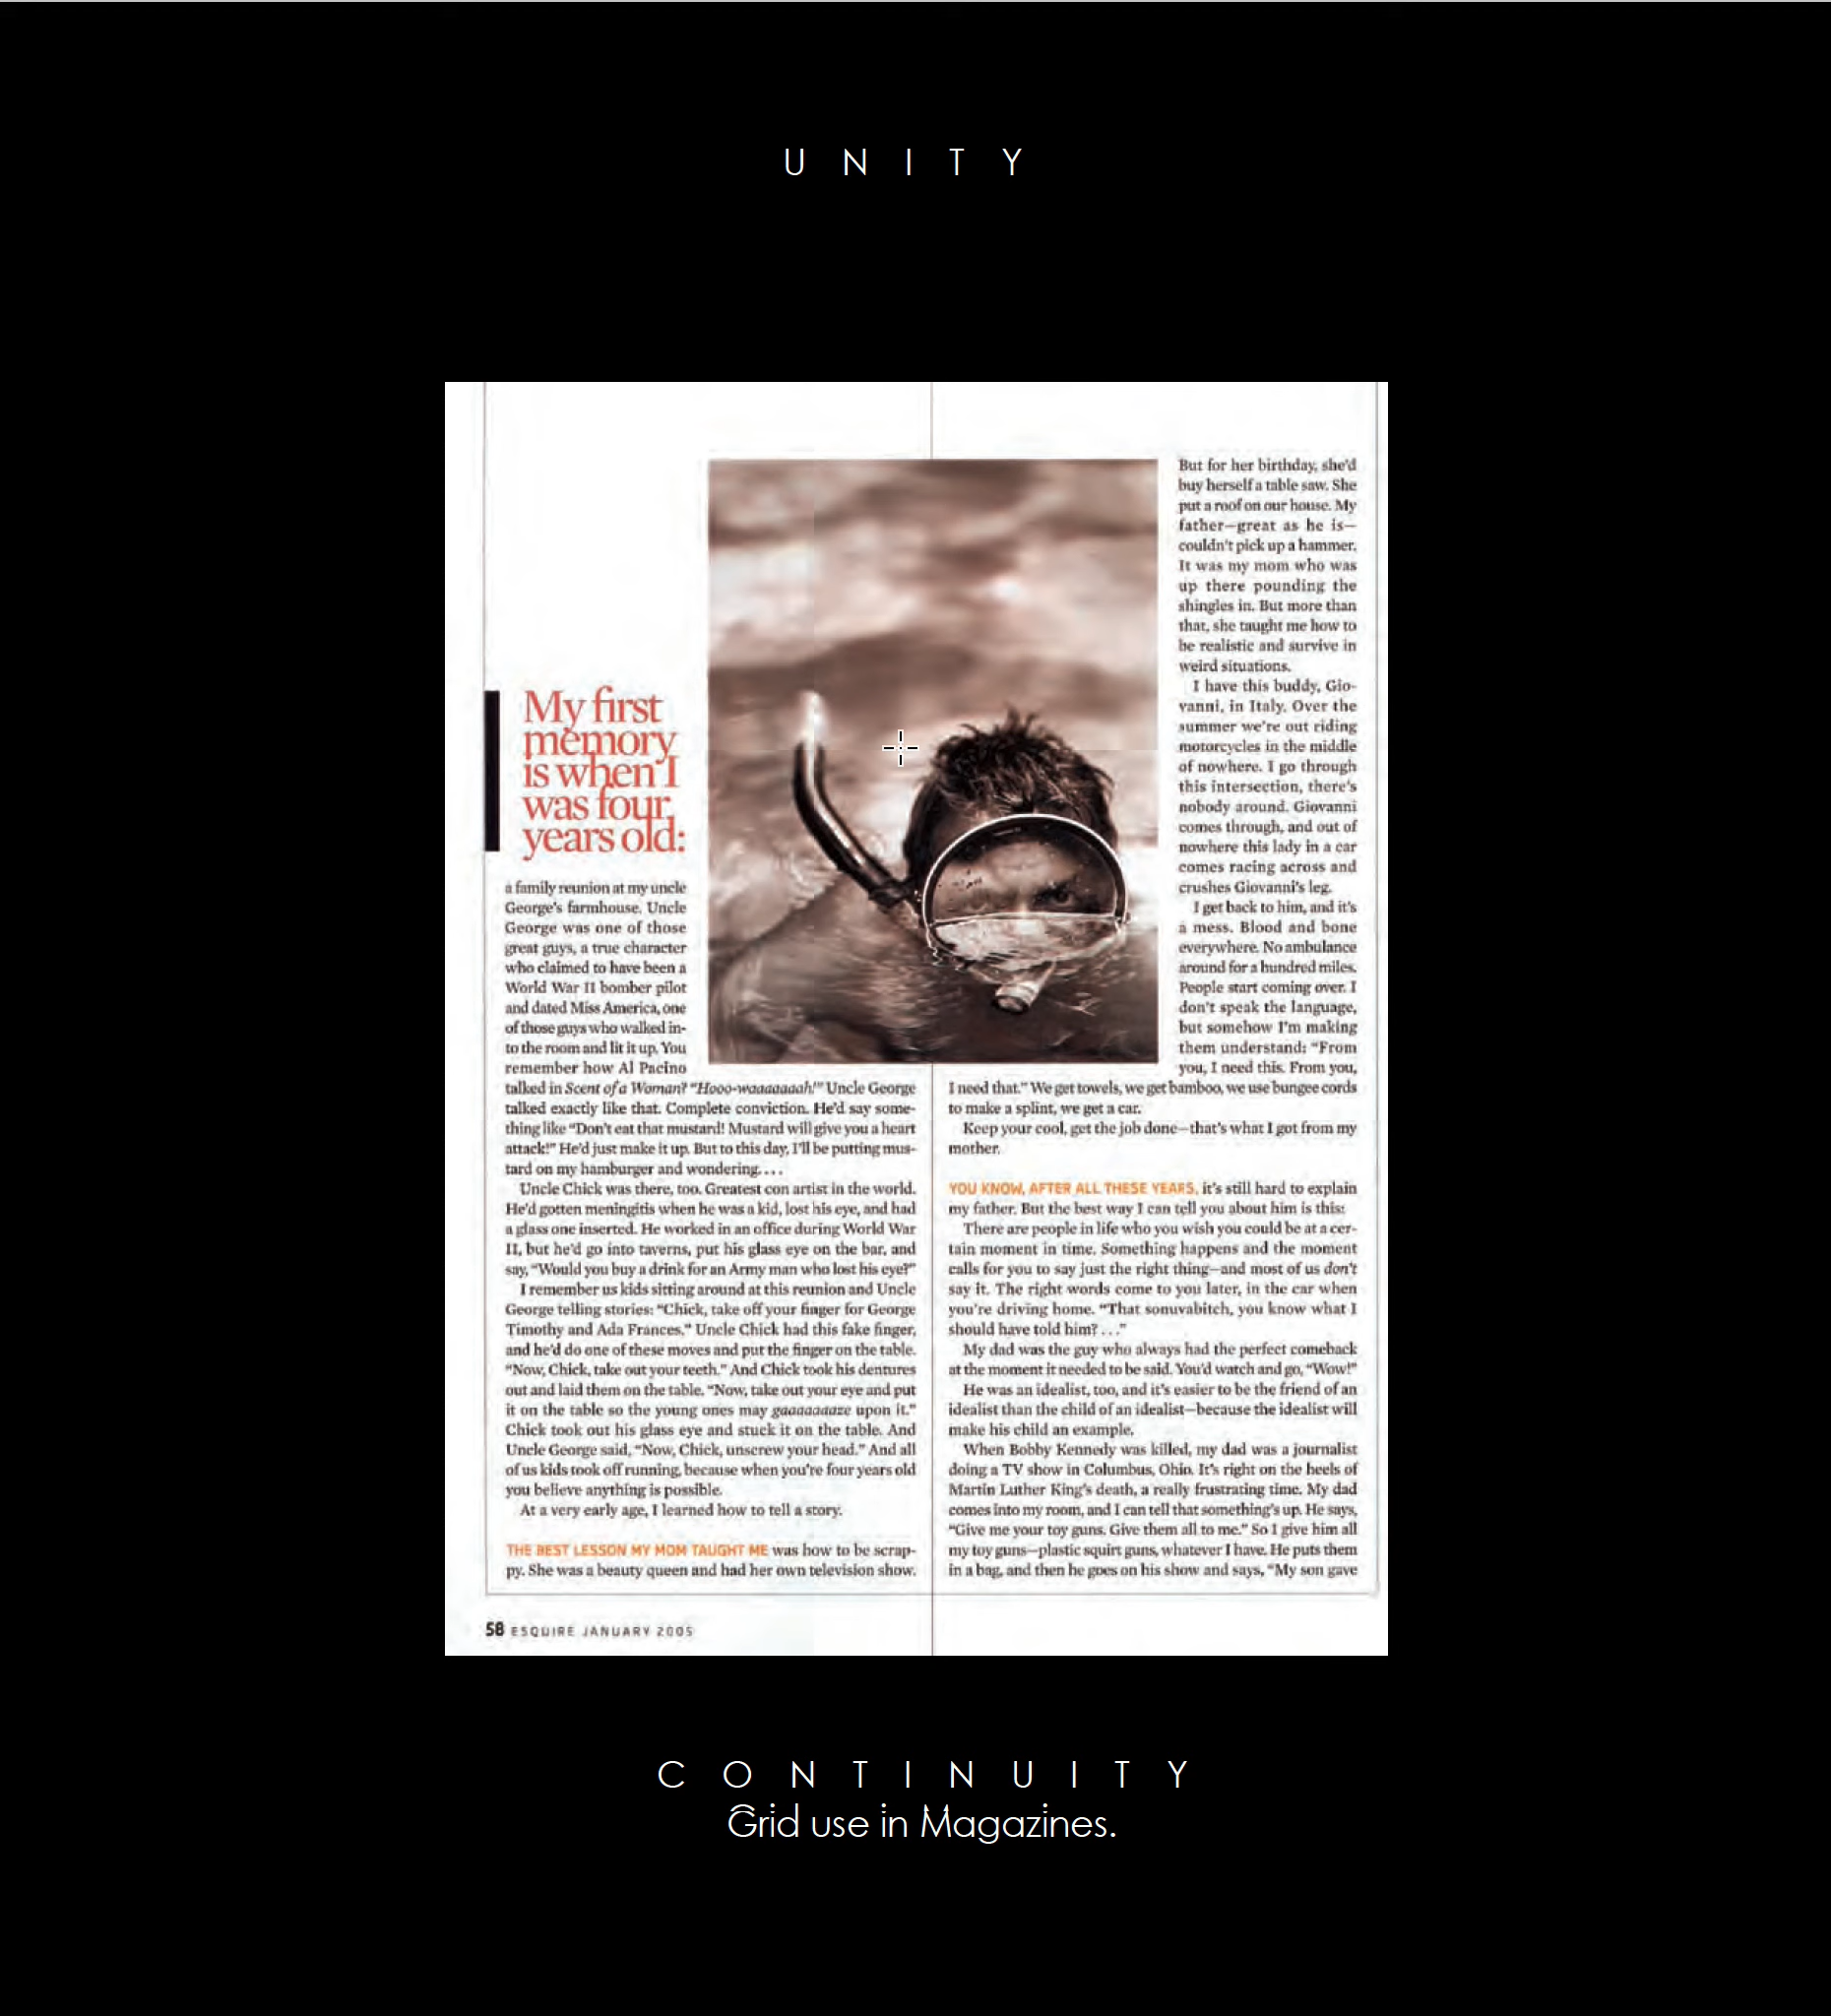 UNITY
My first
memory
is when I
was four
years old:
a family reunion at my uncle
George's farmhouse. Uncle
George was one of those
great guys, a true character
who claimed to have been a
World War II bomber pilot
and dated Miss America, one
of those guys who walked in-
to the room and lit it up. You
remember how Al Pacino
talked in Scent of a Woman? "Hooo-waaaaaaah!" Uncle George
talked exactly like that. Complete conviction. He'd say some-
thing like "Don't eat that mustard! Mustard will give you a heart
attack!" He'd just make it up. But to this day, I'll be putting mus-
tard on my hamburger and wondering. . . .
Uncle Chick was there, too. Greatest con artist in the world.
He'd gotten meningitis when he was a kid, lost his eye, and had
a glass one inserted. He worked in an office during World War
II, but he'd go into taverns, put his glass eye on the bar, and
say, "Would you buy a drink for an Army man who lost his eye?"
I remember us kids sitting around at this reunion and Uncle
George telling stories: "Chick, take off your finger for George
Timothy and Ada Frances." Uncle Chick had this fake finger,
and he'd do one of these moves and put the finger on the table.
"Now, Chick, take out your teeth." And Chick took his dentures
out and laid them on the table. "Now, take out your eye and put
it on the table so the young ones may gaaaaaaaze upon it."
Chick took out his glass eye and stuck it on the table. And
Uncle George said, "Now, Chick, unscrew your head." And all
of us kids took off running, because when you're four years old
you believe anything is possible.
At a very early age, I learned how to tell a story.
THE BEST LESSON MY MOM TAUGHT ME was how to be scrap-
py. She was a beauty queen and had her own television show.
But for her birthday, she'd
buy herself a table saw. She
put a roof on our house. My
father—great as he is—
couldn't pick up a hammer.
It was my mom who was
up there pounding the
shingles in. But more than
that, she taught me how to
be realistic and survive in
weird situations.
I have this buddy, Gio-
vanni, in Italy. Over the
summer we're out riding
motorcycles in the middle
of nowhere. I go through
this intersection, there's
nobody around. Giovanni
comes through, and out of
nowhere this lady in a car
comes racing across and
crushes Giovanni's leg.
I get back to him, and it's
a mess. Blood and bone
everywhere. No ambulance
around for a hundred miles.
People start coming over. I
don't speak the language,
but somehow I'm making
them understand: "From
you, I need this. From you,
I need that." We get towels, we get bamboo, we use bungee cords
to make a splint, we get a car.
Keep your cool, get the job done—that's what I got from my
mother.
YOU KNOW, AFTER ALL THESE YEARS, it's still hard to explain
my father. But the best way I can tell you about him is this:
There are people in life who you wish you could be at a cer-
tain moment in time. Something happens and the moment
calls for you to say just the right thing—and most of us don't
say it. The right words come to you later, in the car when
you're driving home. "That sonuvabitch, you know what I
should have told him? . . ."
My dad was the guy who always had the perfect comeback
at the moment it needed to be said. You'd watch and go, "Wow!"
He was an idealist, too, and it's easier to be the friend of an
idealist than the child of an idealist—because the idealist will
make his child an example.
When Bobby Kennedy was killed, my dad was a journalist
doing a TV show in Columbus, Ohio. It's right on the heels of
Martin Luther King's death, a really frustrating time. My dad
comes into my room, and I can tell that something's up. He says,
"Give me your toy guns. Give them all to me." So I give him all
my toy guns—plastic squirt guns, whatever I have. He puts them
in a bag, and then he goes on his show and says, "My son gave
58 ESQUIRE JANUARY 2005
CONTINUITY
Grid use in Magazines.